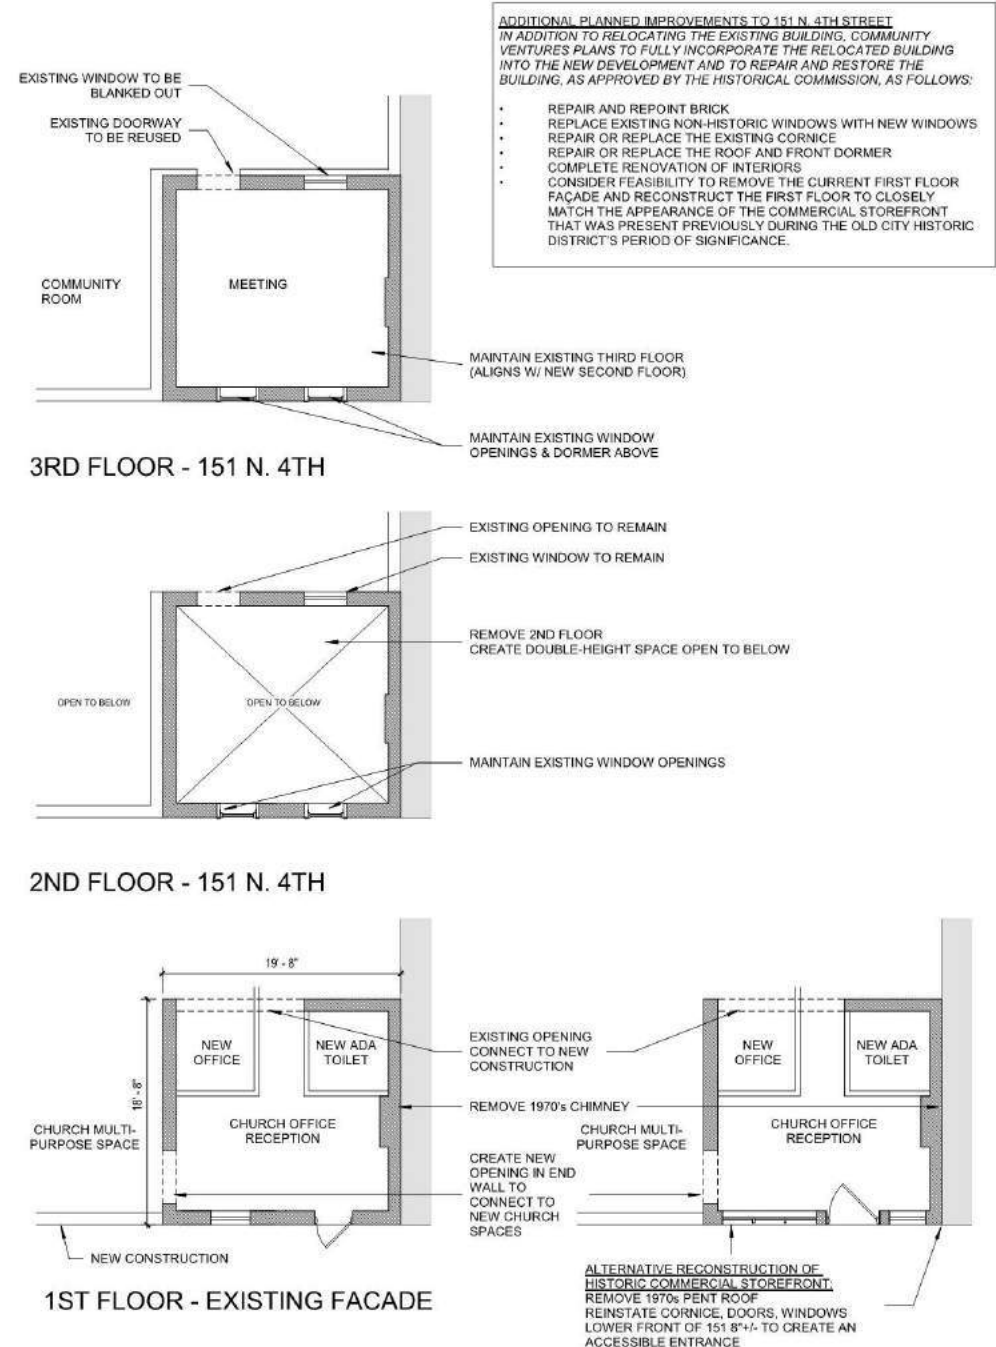 ADDITIONAL PLANNED IMPROVEMENTS TO 151 N. 4TH STREET
IN ADDITION TO RELOCATING THE EXISTING BUILDING, COMMUNITY
VENTURES PLANS TO FULLY INCORPORATE THE RELOCATED BUILDING
INTO THE NEW DEVELOPMENT AND TO REPAIR AND RESTORE THE
BUILDING, AS APPROVED BY THE HISTORICAL COMMISSION, AS FOLLOWS:
• REPAIR AND REPOINT BRICK
• REPLACE EXISTING NON-HISTORIC WINDOWS WITH NEW WINDOWS
• REPAIR OR REPLACE THE EXISTING CORNICE
• REPAIR OR REPLACE THE ROOF AND FRONT DORMER
• COMPLETE RENOVATION OF INTERIORS
• CONSIDER FEASIBILITY TO REMOVE THE CURRENT FIRST FLOOR
FAÇADE AND RECONSTRUCT THE FIRST FLOOR TO CLOSELY
MATCH THE APPEARANCE OF THE COMMERCIAL STOREFRONT
THAT WAS PRESENT PREVIOUSLY DURING THE OLD CITY HISTORIC
DISTRICT'S PERIOD OF SIGNIFICANCE.
EXISTING WINDOW TO BE
BLANKED OUT
EXISTING DOORWAY
TO BE REUSED
COMMUNITY
ROOM
MEETING
MAINTAIN EXISTING THIRD FLOOR
(ALIGNS W/ NEW SECOND FLOOR)
MAINTAIN EXISTING WINDOW
OPENINGS & DORMER ABOVE
3RD FLOOR - 151 N. 4TH
EXISTING OPENING TO REMAIN
EXISTING WINDOW TO REMAIN
REMOVE 2ND FLOOR
CREATE DOUBLE-HEIGHT SPACE OPEN TO BELOW
OPEN TO BELOW
OPEN TO BELOW
MAINTAIN EXISTING WINDOW OPENINGS
2ND FLOOR - 151 N. 4TH
19' - 8"
18' - 8"
NEW
OFFICE
NEW ADA
TOILET
CHURCH MULTI-
PURPOSE SPACE
CHURCH OFFICE
RECEPTION
NEW CONSTRUCTION
1ST FLOOR - EXISTING FACADE
EXISTING OPENING
CONNECT TO NEW
CONSTRUCTION
REMOVE 1970's CHIMNEY
CREATE NEW
OPENING IN END
WALL TO
CONNECT TO
NEW CHURCH
SPACES
NEW
OFFICE
NEW ADA
TOILET
CHURCH MULTI-
PURPOSE SPACE
CHURCH OFFICE
RECEPTION
ALTERNATIVE RECONSTRUCTION OF
HISTORIC COMMERCIAL STOREFRONT:
REMOVE 1970s PENT ROOF
REINSTATE CORNICE, DOORS, WINDOWS
LOWER FRONT OF 151 8"+/- TO CREATE AN
ACCESSIBLE ENTRANCE